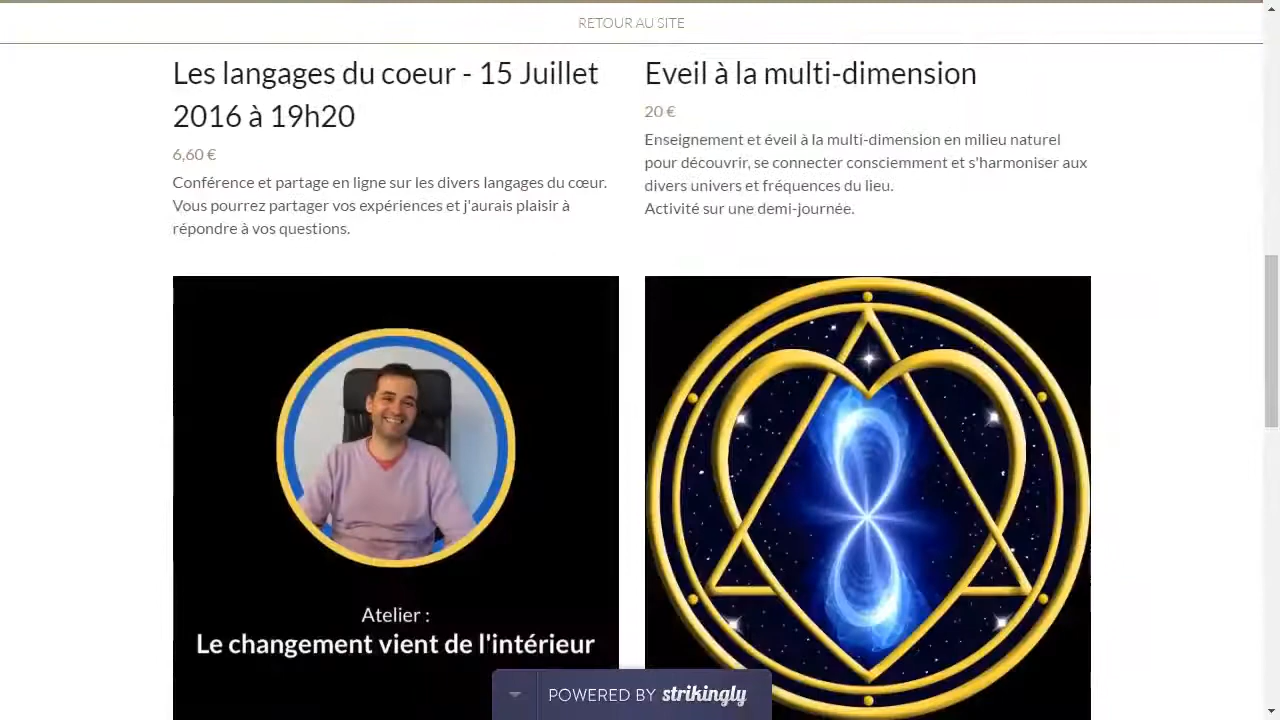 RETOUR AU SITE
Les langages du coeur - 15 Juillet
2016 à 19h20
6,60 €
Conférence et partage en ligne sur les divers langages du cœur.
Vous pourrez partager vos expériences et j'aurais plaisir à
répondre à vos questions.
Eveil à la multi-dimension
20 €
Enseignement et éveil à la multi-dimension en milieu naturel
pour découvrir, se connecter consciemment et s'harmoniser aux
divers univers et fréquences du lieu.
Activité sur une demi-journée.
Atelier :
Le changement vient de l'intérieur
POWERED BY strikingly